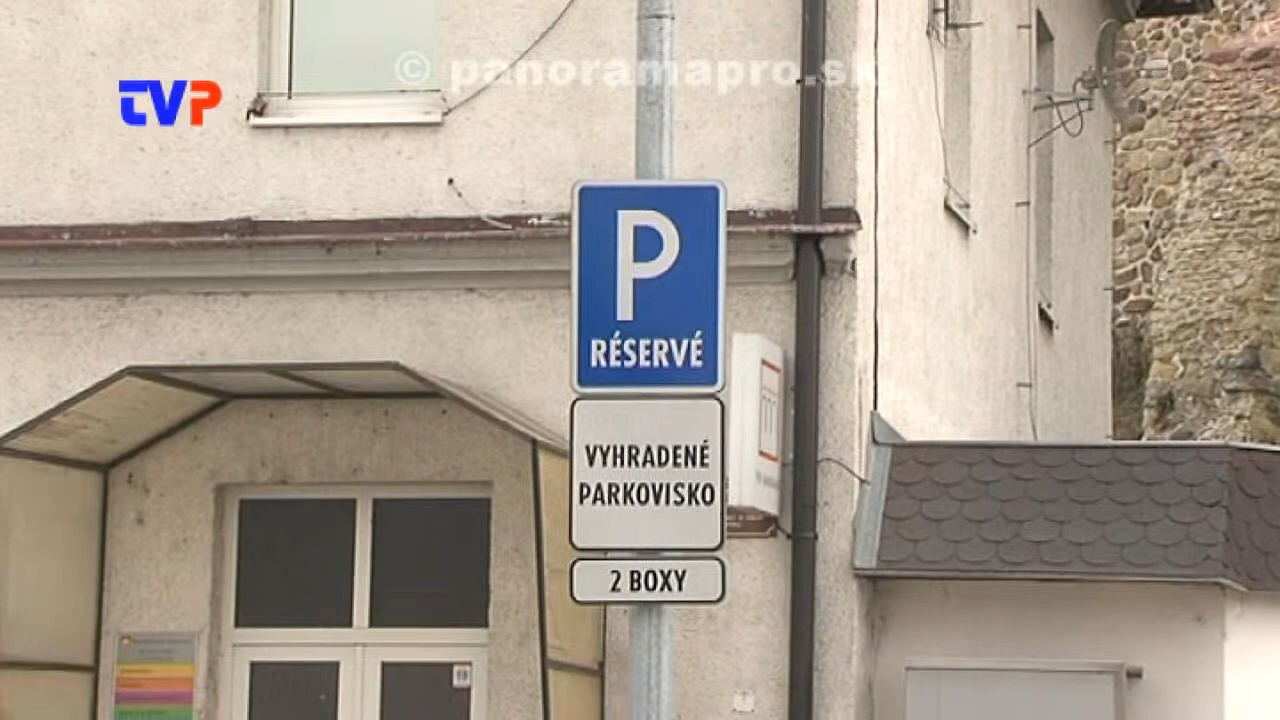 © panoramapro.sk
TVP
P
RÉSERVÉ
VYHRADENÉ
PARKOVISKO
2 BOXY